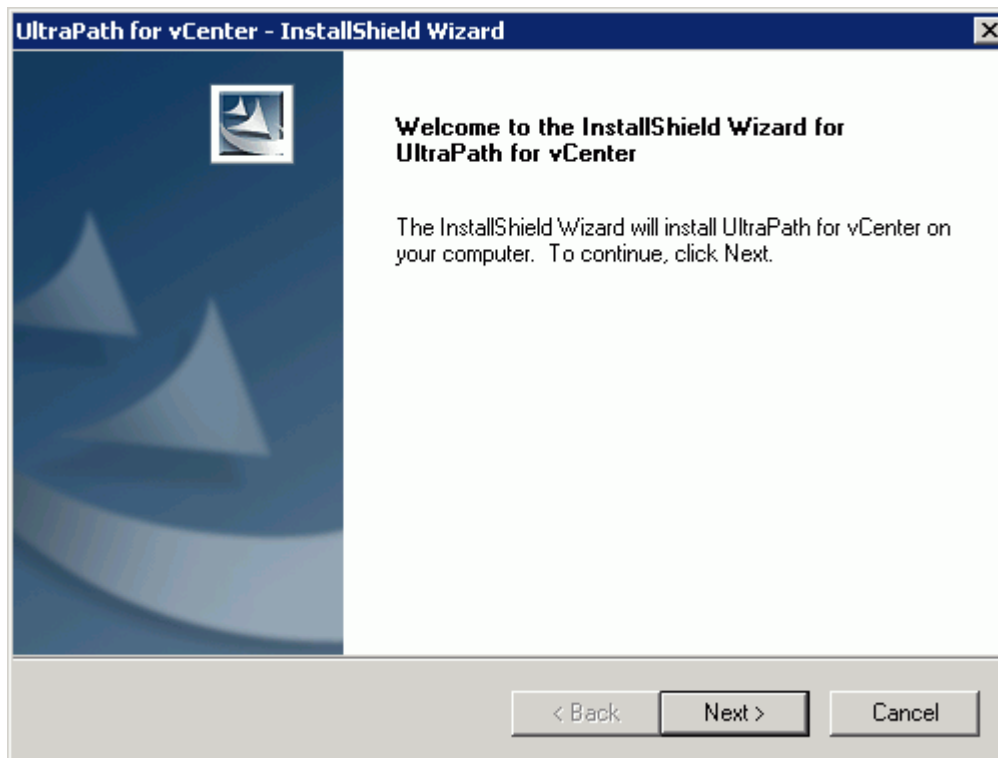 UltraPath for vCenter - InstallShield Wizard
Welcome to the InstallShield Wizard for
UltraPath for vCenter
The InstallShield Wizard will install UltraPath for vCenter on
your computer.  To continue, click Next.
< Back
Next >
Cancel